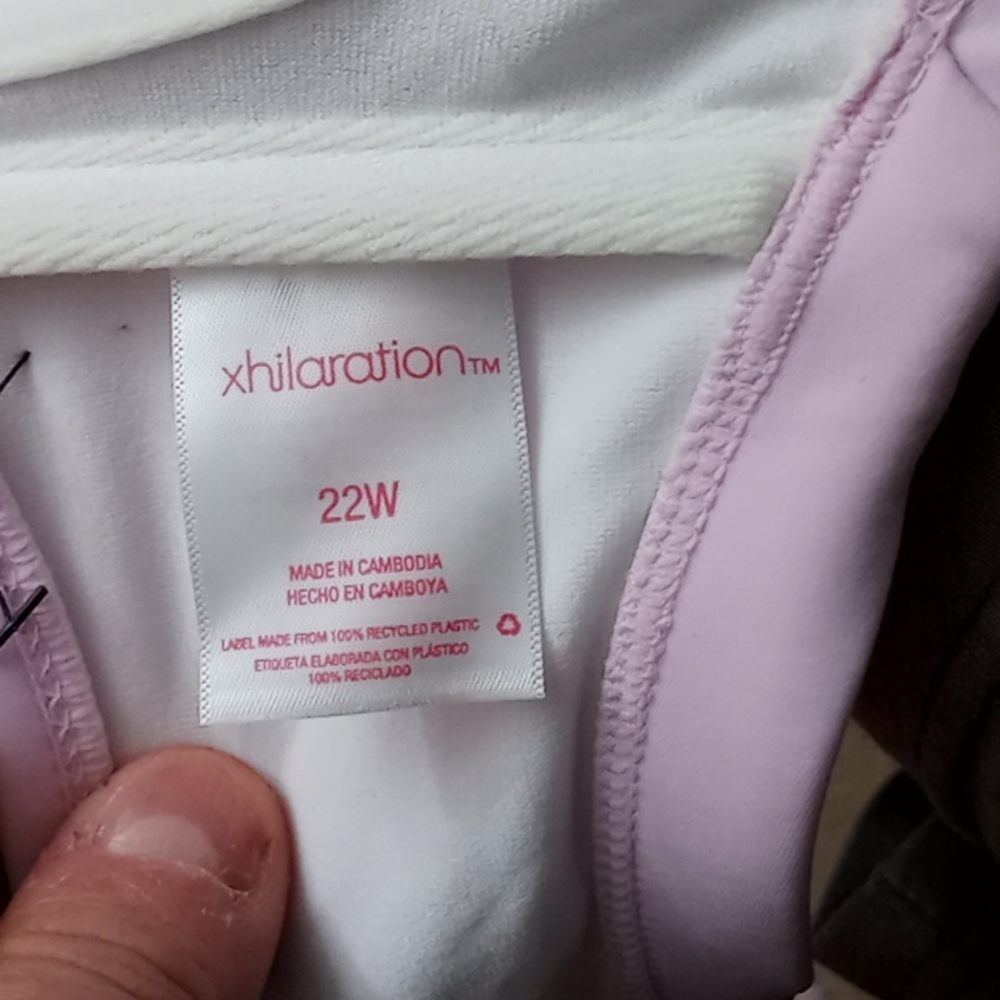 xhilaration™
22W
MADE IN CAMBODIA
HECHO EN CAMBOYA
LABEL MADE FROM 100% RECYCLED PLASTIC
ETIQUETA ELABORADA CON PLÁSTICO
100% RECICLADO